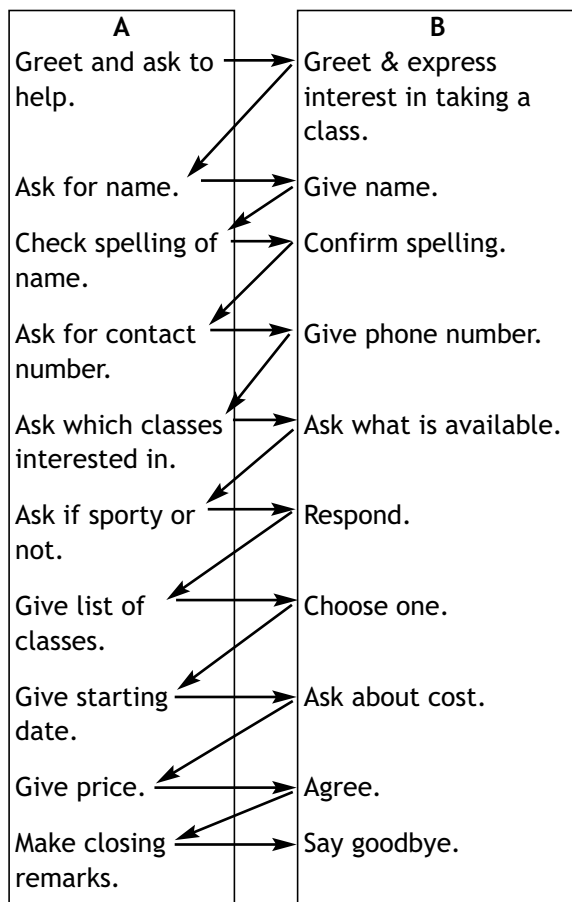 A
Greet and ask to
help.
Ask for name.
Check spelling of
name.
Ask for contact
number.
Ask which classes
interested in.
Ask if sporty or
not.
Give list of
classes.
Give starting
date.
Give price.
Make closing
remarks.
B
Greet & express
interest in taking a
class.
Give name.
Confirm spelling.
Give phone number.
Ask what is available.
Respond.
Choose one.
Ask about cost.
Agree.
Say goodbye.